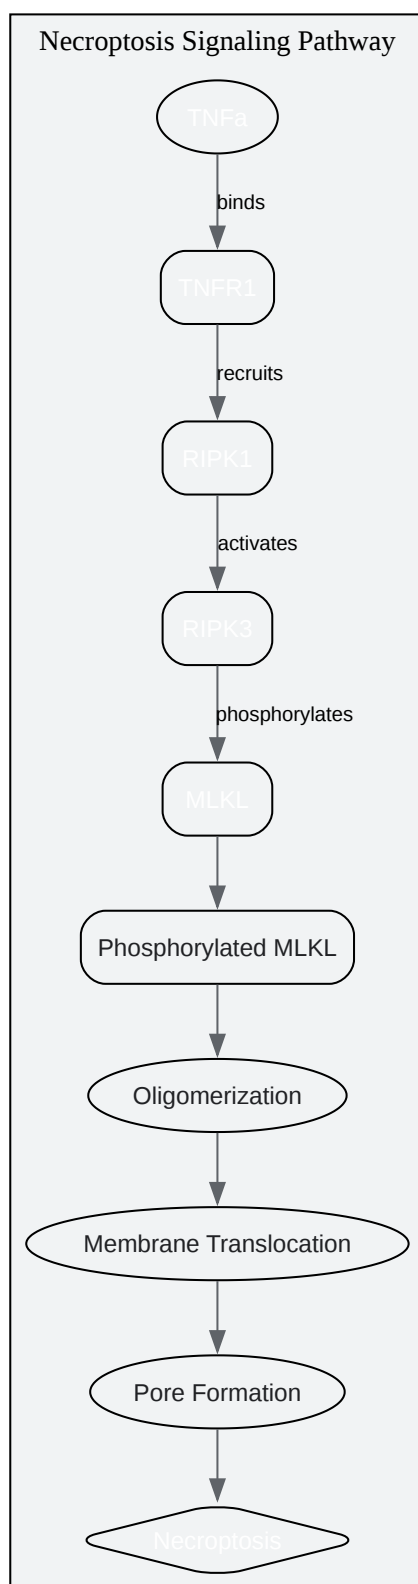 Necroptosis Signaling Pathway
TNFa
binds
TNFR1
recruits
RIPK1
activates
RIPK3
phosphorylates
MLKL
Phosphorylated MLKL
Oligomerization
Membrane Translocation
Pore Formation
Necroptosis